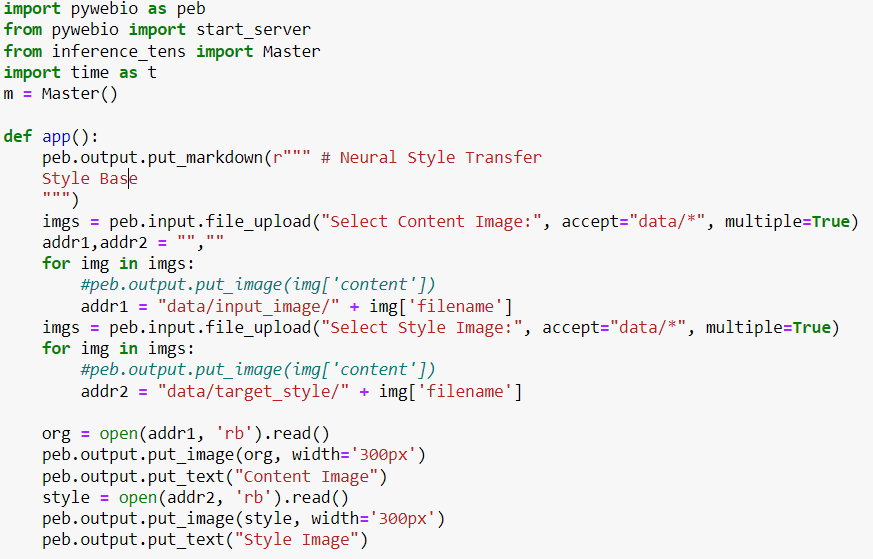 import pywebio as peb
from pywebio import start_server
from inference_tens import Master
import time as t
m = Master()

def app():
    peb.output.put_markdown(r""" # Neural Style Transfer
    Style Base
    """)
    imgs = peb.input.file_upload("Select Content Image:", accept="data/*", multiple=True)
    addr1,addr2 = "",""
    for img in imgs:
        #peb.output.put_image(img['content'])
        addr1 = "data/input_image/" + img['filename']
    imgs = peb.input.file_upload("Select Style Image:", accept="data/*", multiple=True)
    for img in imgs:
        #peb.output.put_image(img['content'])
        addr2 = "data/target_style/" + img['filename']

    org = open(addr1, 'rb').read()
    peb.output.put_image(org, width='300px')
    peb.output.put_text("Content Image")
    style = open(addr2, 'rb').read()
    peb.output.put_image(style, width='300px')
    peb.output.put_text("Style Image")